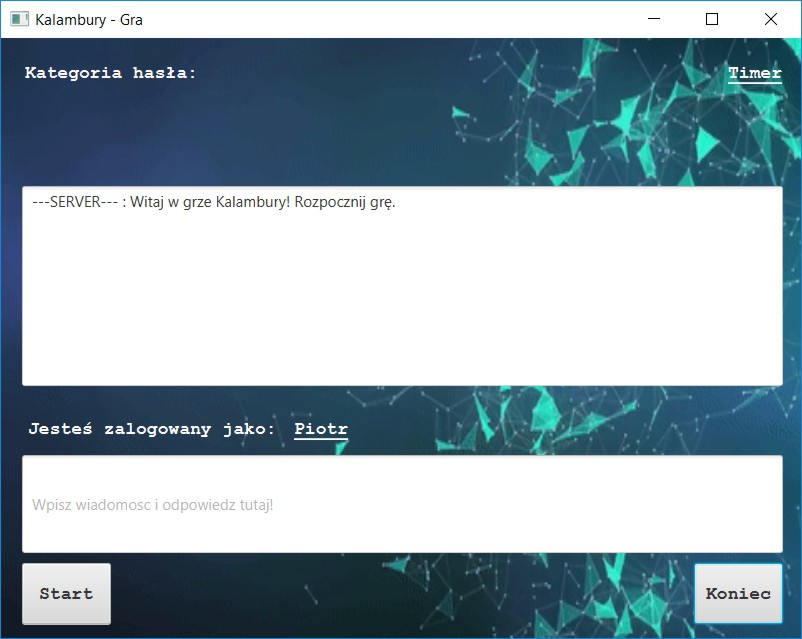 Kalambury - Gra
Kategoria hasła:
Timer
---SERVER--- : Witaj w grze Kalambury! Rozpocznij grę.
Jesteś zalogowany jako: Piotr
Wpisz wiadomosc i odpowiedz tutaj!
Start
Koniec